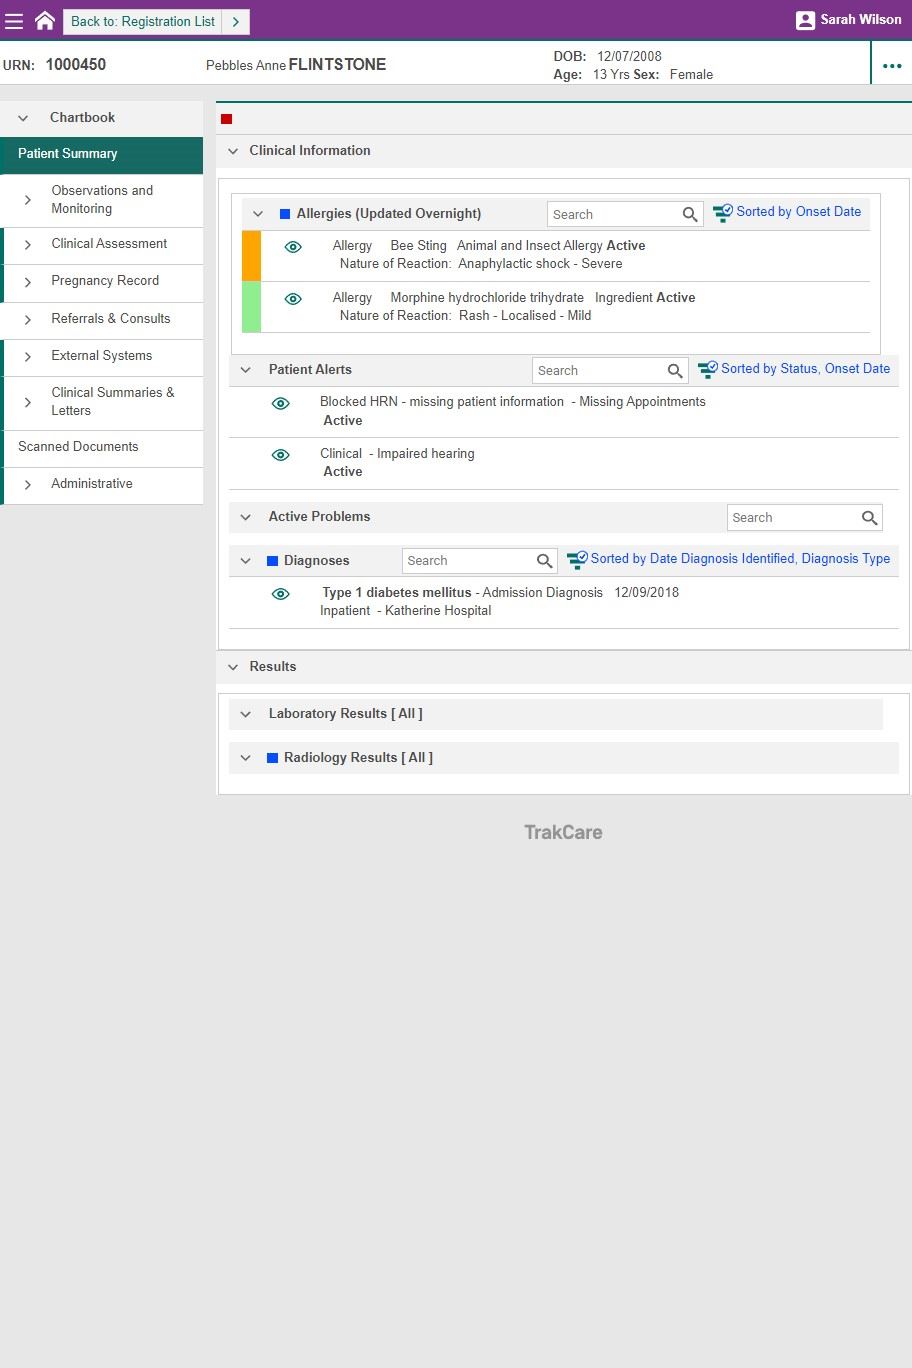 Back to: Registration List
Sarah Wilson
URN: 1000450
Pebbles Anne FLINTSTONE
DOB: 12/07/2008
Age: 13 Yrs Sex: Female
Chartbook
Patient Summary
Observations and
Monitoring
Clinical Assessment
Pregnancy Record
Referrals & Consults
External Systems
Clinical Summaries &
Letters
Scanned Documents
Administrative
Clinical Information
Allergies (Updated Overnight)
Search
Sorted by Onset Date
Allergy Bee Sting Animal and Insect Allergy Active
Nature of Reaction: Anaphylactic shock - Severe
Allergy Morphine hydrochloride trihydrate Ingredient Active
Nature of Reaction: Rash - Localised - Mild
Patient Alerts
Search
Sorted by Status, Onset Date
Blocked HRN - missing patient information - Missing Appointments
Active
Clinical - Impaired hearing
Active
Active Problems
Search
Diagnoses
Search
Sorted by Date Diagnosis Identified, Diagnosis Type
Type 1 diabetes mellitus - Admission Diagnosis 12/09/2018
Inpatient - Katherine Hospital
Results
Laboratory Results [ All ]
Radiology Results [ All ]
TrakCare